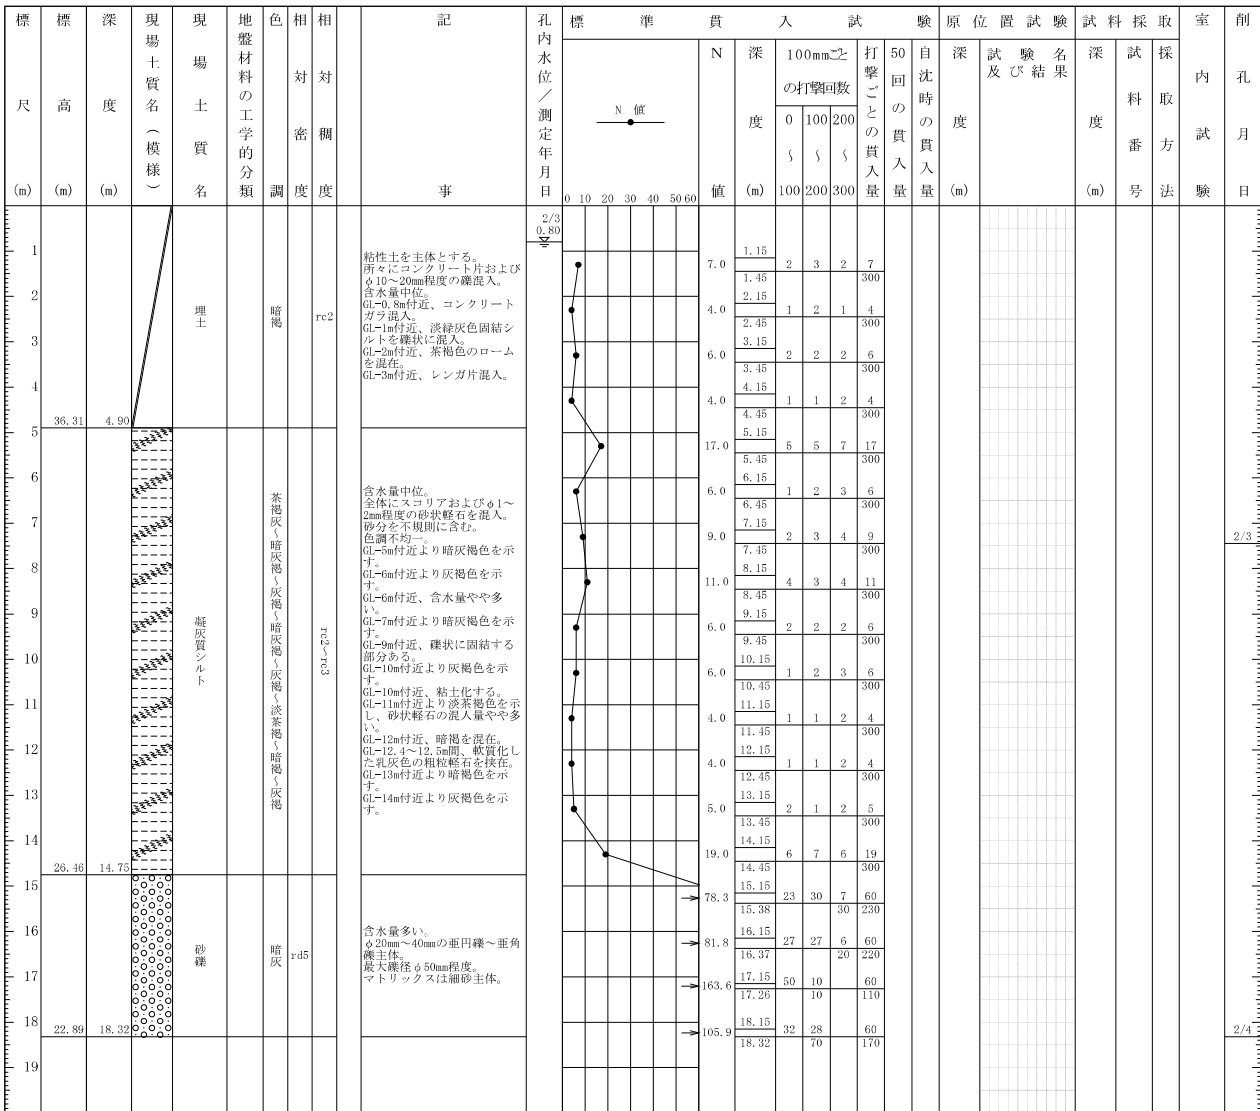 標尺(m)
標高(m)
深度(m)
現場土質名(模様)
現場土質名
地盤材料の工学的分類
色調
相対密度
相対稠度
記事
孔内水位/測定年月日
標準貫入試験
N 値
0 10 20 30 40 50 60
N値
深度(m)
100mmごと
の打撃回数
0 100 200
〜 〜 〜
100 200 300
打撃ごとの貫入量
50回の貫入量
自沈時の貫入量
原位置試験
深度(m)
試験名
及び結果
試料採取
深度(m)
試料番号
採取方法
室内試験
削孔月日
2/3
0.80
1
2
3
4
5
6
7
8
9
10
11
12
13
14
15
16
17
18
19
36.31 4.90
埋土
暗褐
rc2
粘性土を主体とする。
所々にコンクリート片および
φ10〜20mm程度の礫混入。
含水量中位。
GL-0.8m付近、コンクリート
ガラ混入。
GL-1m付近、淡緑灰色固結シ
ルトを礫状に混入。
GL-2m付近、茶褐色のローム
を混在。
GL-3m付近、レンガ片混入。
26.46 14.75
凝灰質シルト
茶褐灰〜暗灰褐〜灰褐〜暗灰褐〜灰褐〜淡茶褐〜暗褐〜灰褐
rc2〜rc3
含水量中位。
全体にスコリアおよびφ1〜
2mm程度の砂状軽石を混入。
砂分を不規則に含む。
色調不均一。
GL-5m付近より暗灰褐色を示
す。
GL-6m付近より灰褐色を示
す。
GL-6m付近、含水量やや多
い。
GL-7m付近より暗灰褐色を示
す。
GL-9m付近、礫状に固結する
部分ある。
GL-10m付近より灰褐色を示
す。
GL-10m付近、粘土化する。
GL-11m付近より淡茶褐色を示
し、砂状軽石の混入量やや多
い。
GL-12m付近、暗褐を混在。
GL-12.4〜12.5m間、軟質化し
た乳灰色の粗粒軽石を挟在。
GL-13m付近より暗褐色を示
す。
GL-14m付近より灰褐色を示
す。
22.89 18.32
砂礫
暗灰
rd5
含水量多い。
φ20mm〜40mmの亜円礫〜亜角
礫主体。
最大礫径φ50mm程度。
マトリックスは細砂主体。
1.15
7.0 2 3 2 7
1.45 300
2.15
4.0 1 2 1 4
2.45 300
3.15
6.0 2 2 2 6
3.45 300
4.15
4.0 1 1 2 4
4.45 300
5.15
17.0 5 5 7 17
5.45 300
6.15
6.0 1 2 3 6
6.45 300
7.15
9.0 2 3 4 9
7.45 300
8.15
11.0 4 3 4 11
8.45 300
9.15
6.0 2 2 2 6
9.45 300
10.15
6.0 1 2 3 6
10.45 300
11.15
4.0 1 1 2 4
11.45 300
12.15
4.0 1 1 2 4
12.45 300
13.15
5.0 2 1 2 5
13.45 300
14.15
19.0 6 7 6 19
14.45 300
15.15
78.3 23 30 7 60
15.38 30 230
16.15
81.8 27 27 6 60
16.37 20 220
17.15
163.6 50 10 60
17.26 10 110
18.15
105.9 32 28 60
18.32 70 170
2/3
2/4